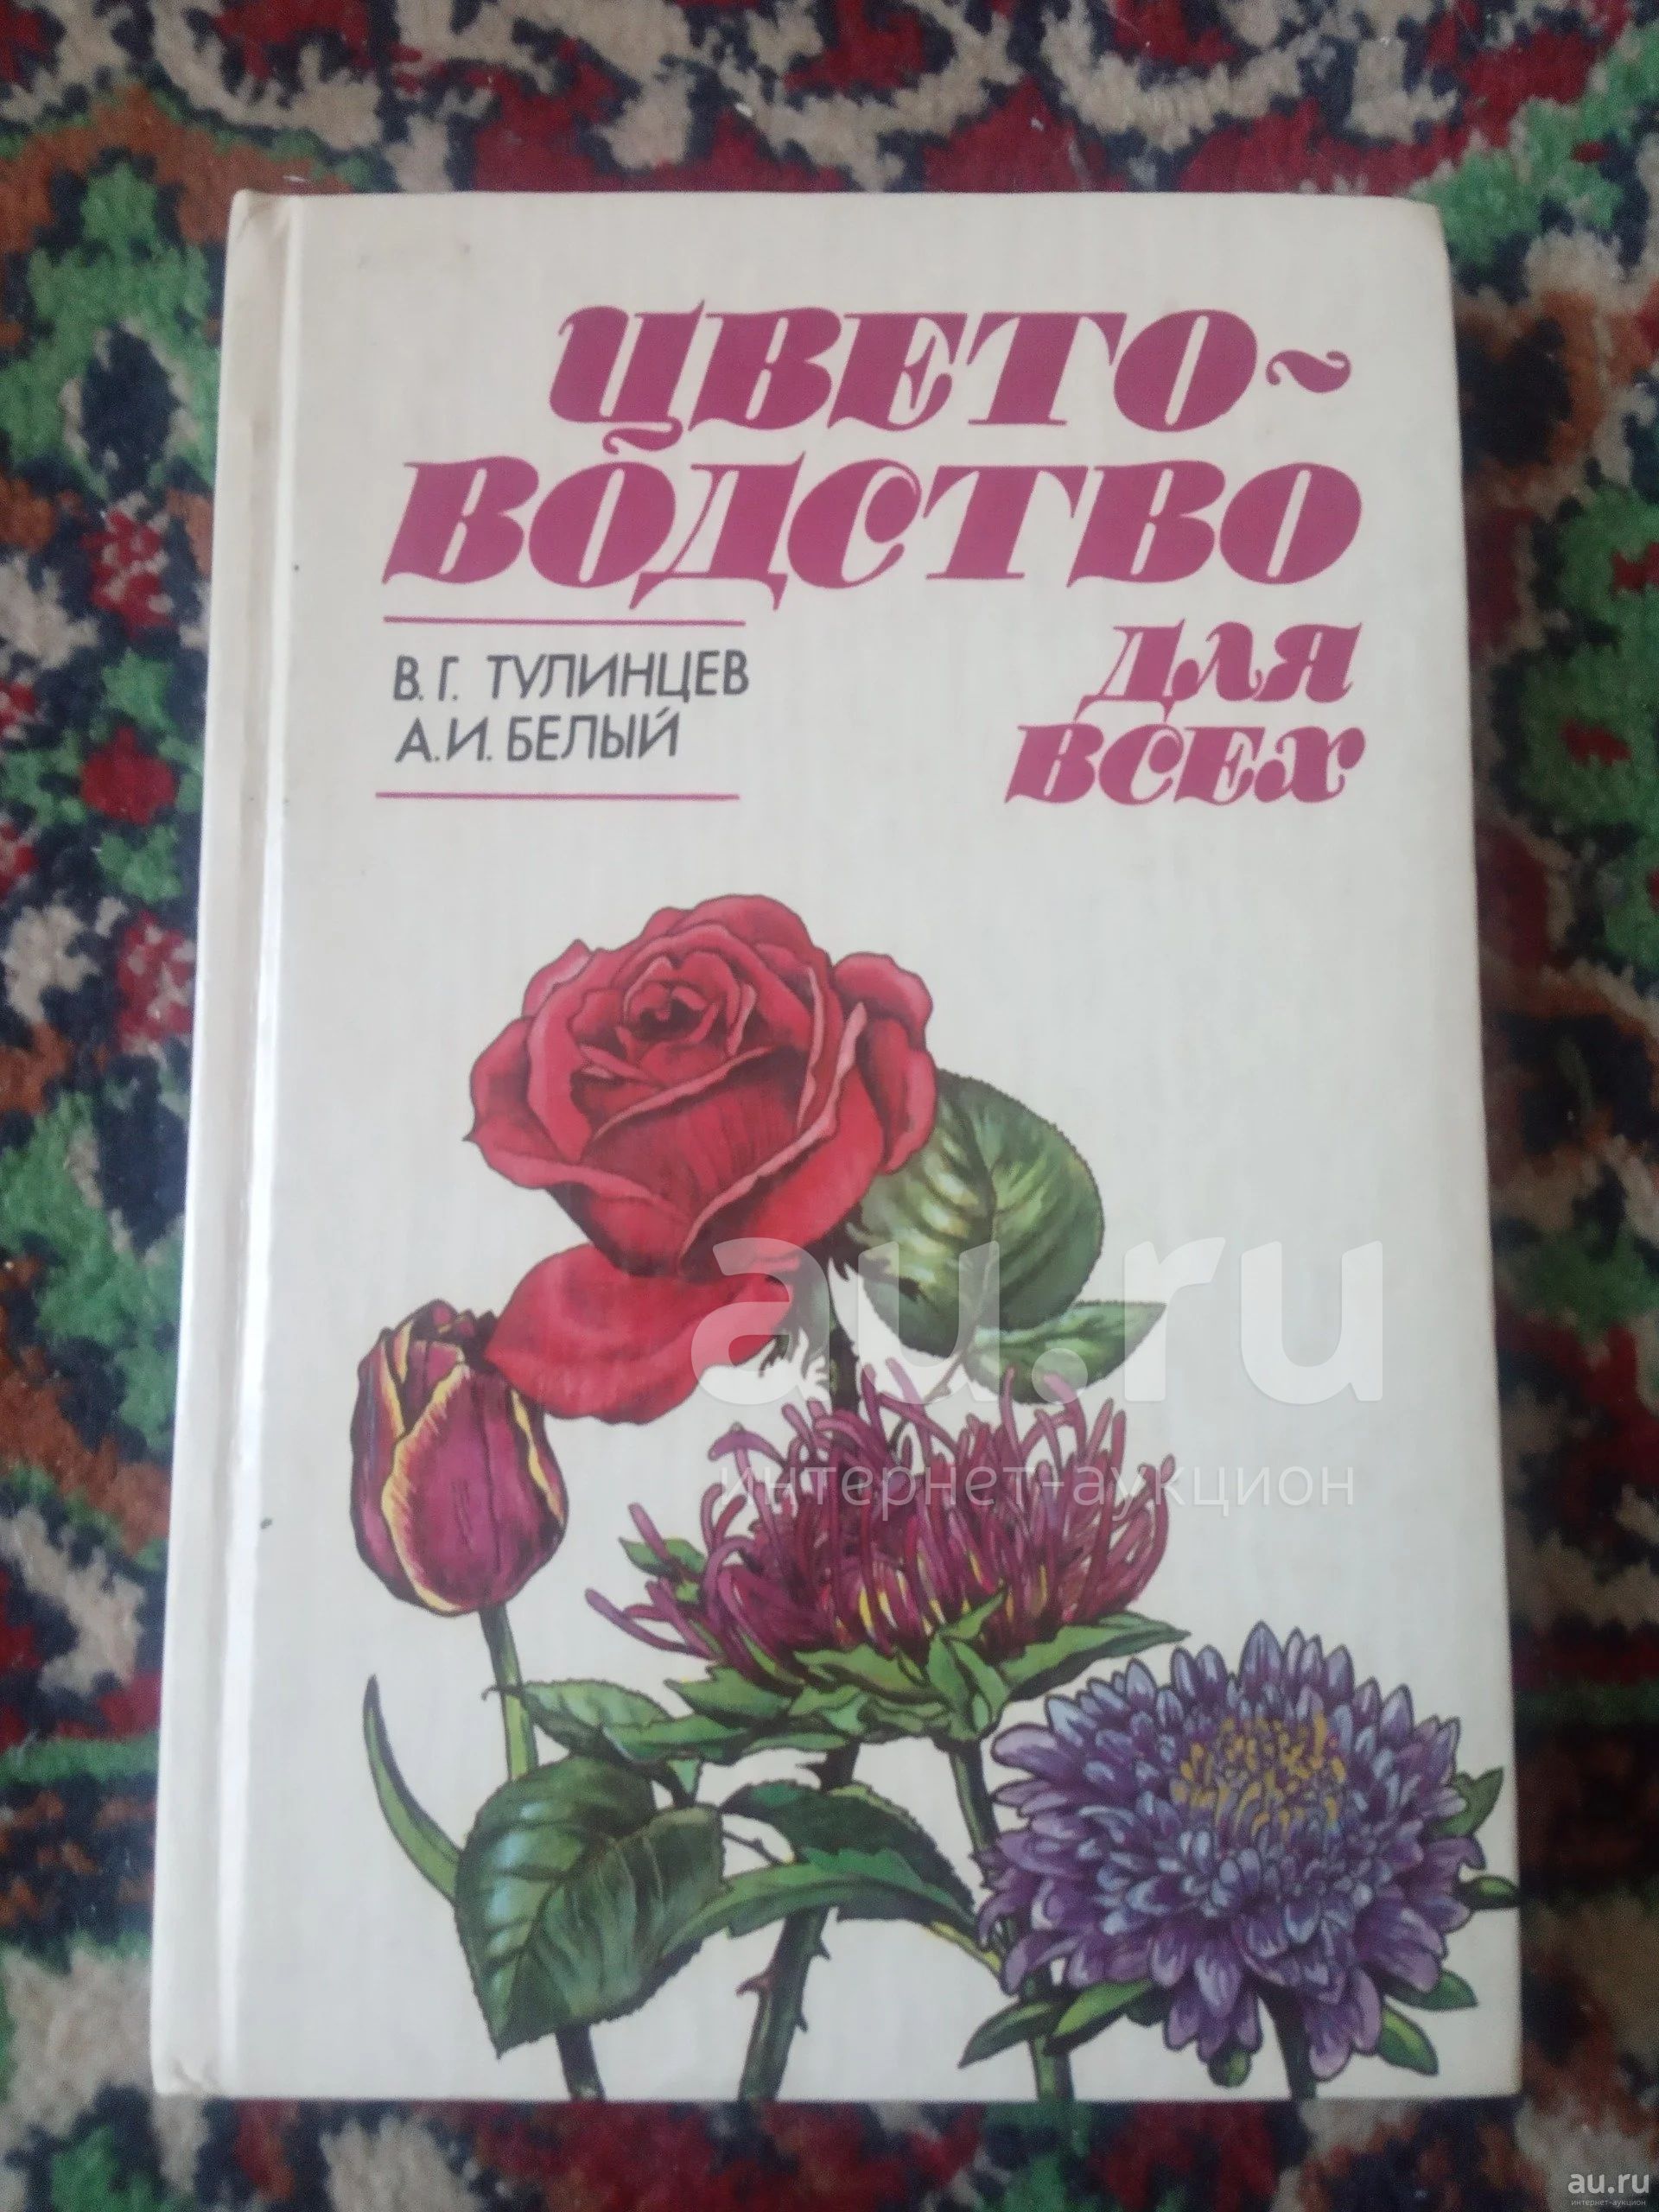 ЦВЕТО~
ВОДСТВО
ДЛЯ
ВСЕХ
В. Г. ТУЛИНЦЕВ
А. И. БЕЛЫЙ
au.ru
интернет-аукцион
au.ru
интернет-аукцион